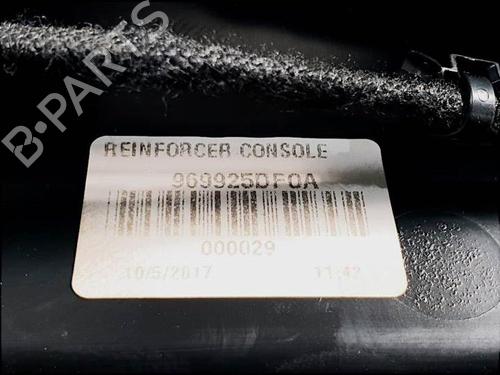 REINFORCER CONSOLE
969925DF0A
000029
10/5/2017 11:42
B-PARTS